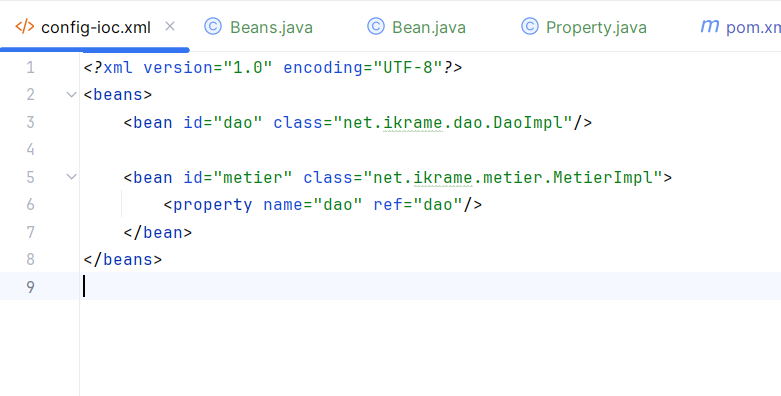 config-ioc.xml Beans.java Bean.java Property.java pom.xm
1 <?xml version="1.0" encoding="UTF-8"?>
2 <beans>
3 <bean id="dao" class="net.ikrame.dao.DaoImpl"/>
4
5 <bean id="metier" class="net.ikrame.metier.MetierImpl">
6 <property name="dao" ref="dao"/>
7 </bean>
8 </beans>
9